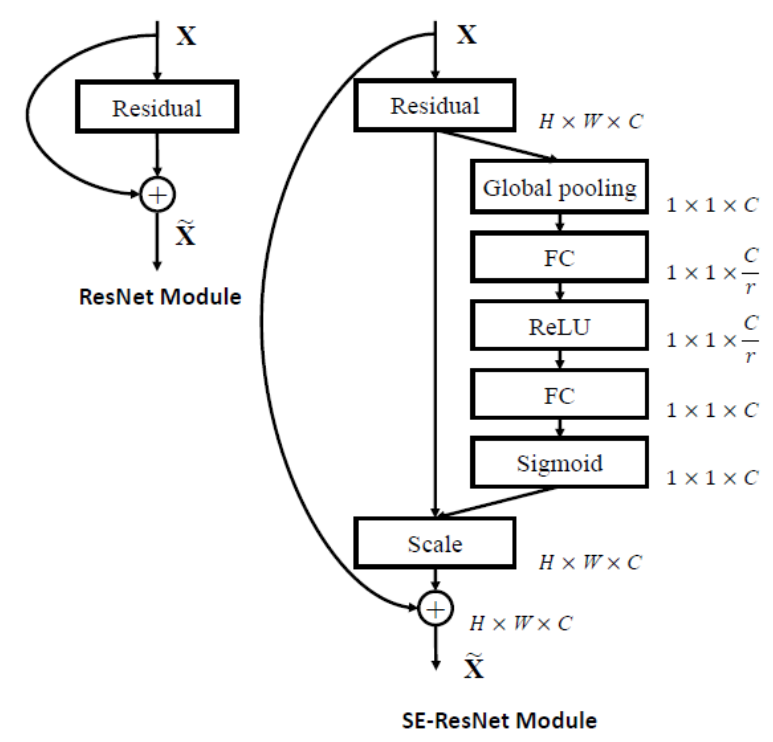 X
Residual
+
X̃
ResNet Module
X
Residual
H × W × C
Global pooling
1 × 1 × C
FC
1 × 1 × C/r
ReLU
1 × 1 × C/r
FC
1 × 1 × C
Sigmoid
1 × 1 × C
Scale
H × W × C
+
H × W × C
X̃
SE-ResNet Module